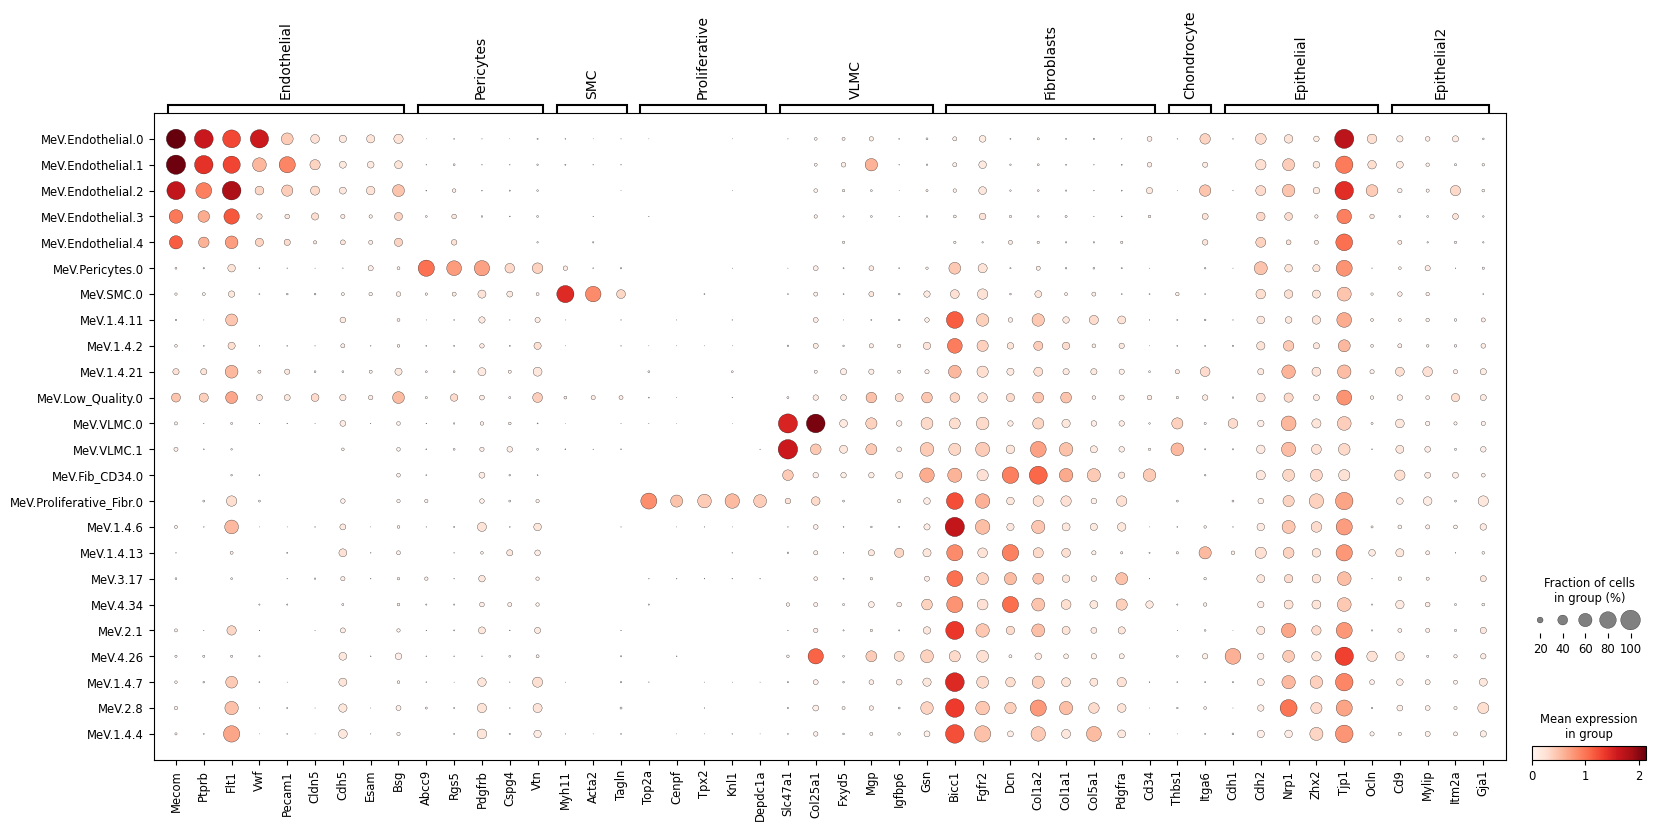 Endothelial
Pericytes
SMC
Proliferative
VLMC
Fibroblasts
Chondrocyte
Epithelial
Epithelial2
MeV.Endothelial.0
MeV.Endothelial.1
MeV.Endothelial.2
MeV.Endothelial.3
MeV.Endothelial.4
MeV.Pericytes.0
MeV.SMC.0
MeV.1.4.11
MeV.1.4.2
MeV.1.4.21
MeV.Low_Quality.0
MeV.VLMC.0
MeV.VLMC.1
MeV.Fib_CD34.0
MeV.Proliferative_Fibr.0
MeV.1.4.6
MeV.1.4.13
MeV.3.17
MeV.4.34
MeV.2.1
MeV.4.26
MeV.1.4.7
MeV.2.8
MeV.1.4.4
Mecom
Ptprb
Flt1
Vwf
Pecam1
Cldn5
Cdh5
Esam
Bsg
Abcc9
Rgs5
Pdgfrb
Cspg4
Vtn
Myh11
Acta2
Tagln
Top2a
Cenpf
Tpx2
Knl1
Depdc1a
Slc47a1
Col25a1
Fxyd5
Mgp
Igfbp6
Gsn
Bicc1
Fgfr2
Dcn
Col1a2
Col1a1
Col5a1
Pdgfra
Cd34
Thbs1
Itga6
Cdh1
Cdh2
Nrp1
Zhx2
Tjp1
Ocln
Cd9
Mylip
Itm2a
Gja1
Fraction of cells
in group (%)
20 40 60 80 100
Mean expression
in group
0 1 2